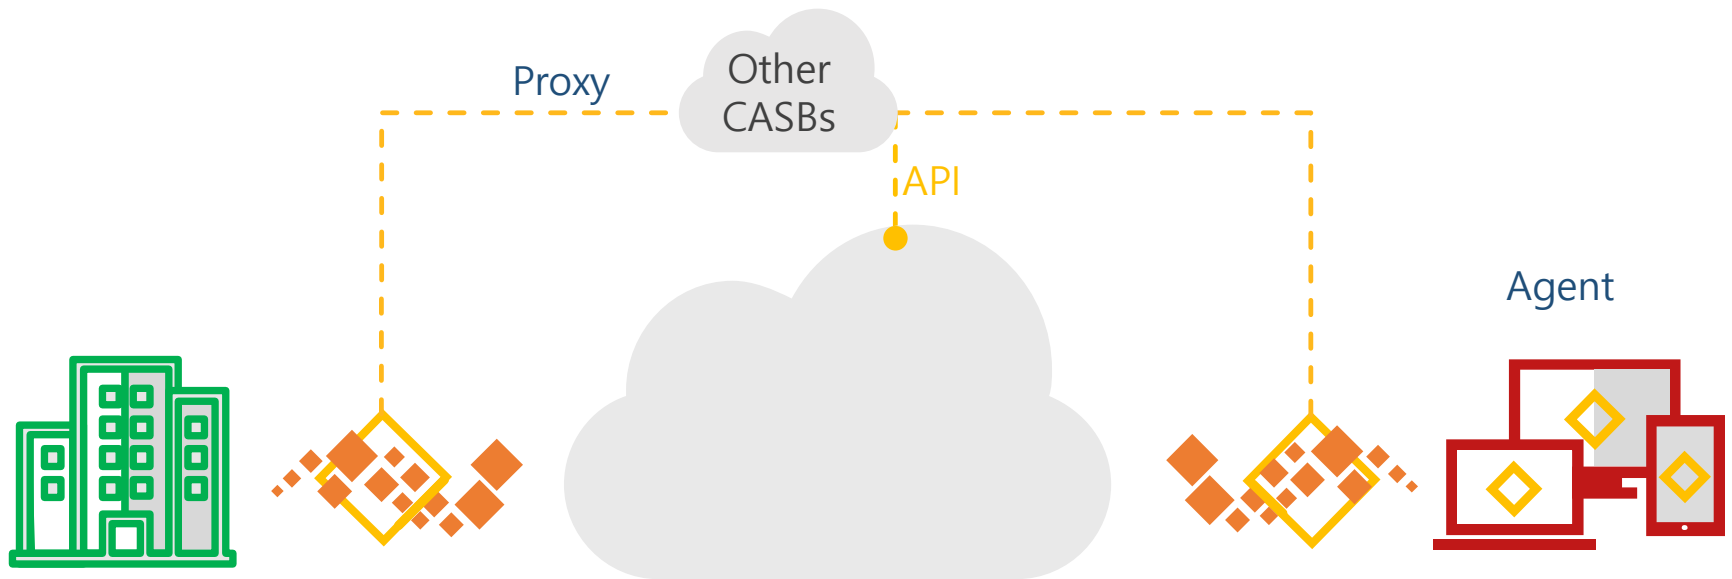 Proxy
Other
CASBs
API
Agent